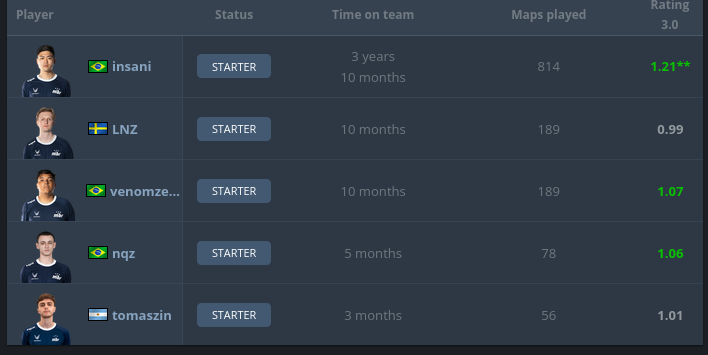 Player Status Time on team Maps played Rating 3.0
insani STARTER 3 years 10 months 814 1.21**
LNZ STARTER 10 months 189 0.99
venomze... STARTER 10 months 189 1.07
nqz STARTER 5 months 78 1.06
tomaszin STARTER 3 months 56 1.01